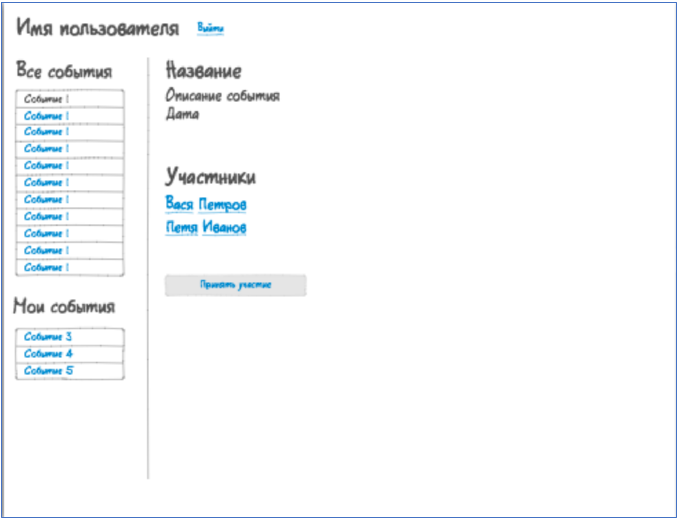 Имя пользователя Выйти
Все события
Событие 1
Событие 1
Событие 1
Событие 1
Событие 1
Событие 1
Событие 1
Событие 1
Событие 1
Событие 1
Событие 1
Мои события
Событие 3
Событие 4
Событие 5
Название
Описание события
Дата
Участники
Вася Петров
Петя Иванов
Принять участие